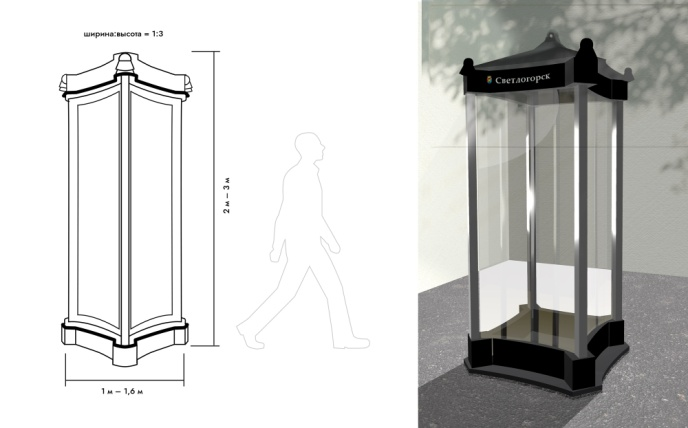 ширина:высота = 1:3
2 м – 3 м
1 м – 1,6 м
Светлогорск